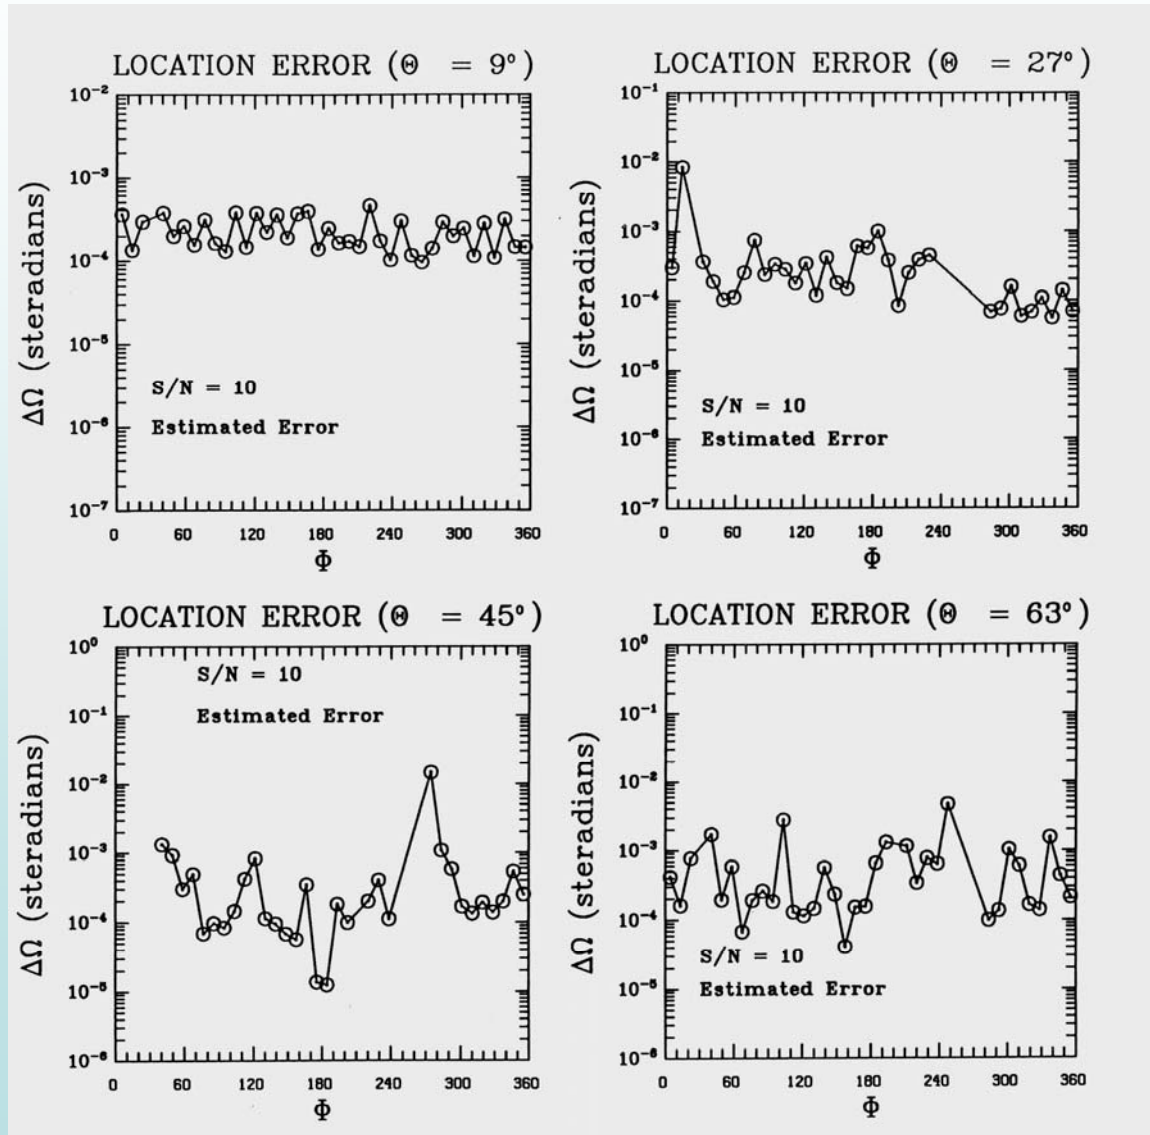 LOCATION ERROR (Θ = 9°)
10⁻²
10⁻³
10⁻⁴
10⁻⁵
10⁻⁶
10⁻⁷
ΔΩ (steradians)
S/N = 10
Estimated Error
0 60 120 180 240 300 360
Φ
LOCATION ERROR (Θ = 27°)
10⁻¹
10⁻²
10⁻³
10⁻⁴
10⁻⁵
10⁻⁶
10⁻⁷
ΔΩ (steradians)
S/N = 10
Estimated Error
0 60 120 180 240 300 360
Φ
LOCATION ERROR (Θ = 45°)
10⁰
10⁻¹
10⁻²
10⁻³
10⁻⁴
10⁻⁵
10⁻⁶
ΔΩ (steradians)
S/N = 10
Estimated Error
0 60 120 180 240 300 360
Φ
LOCATION ERROR (Θ = 63°)
10⁰
10⁻¹
10⁻²
10⁻³
10⁻⁴
10⁻⁵
10⁻⁶
ΔΩ (steradians)
S/N = 10
Estimated Error
0 60 120 180 240 300 360
Φ